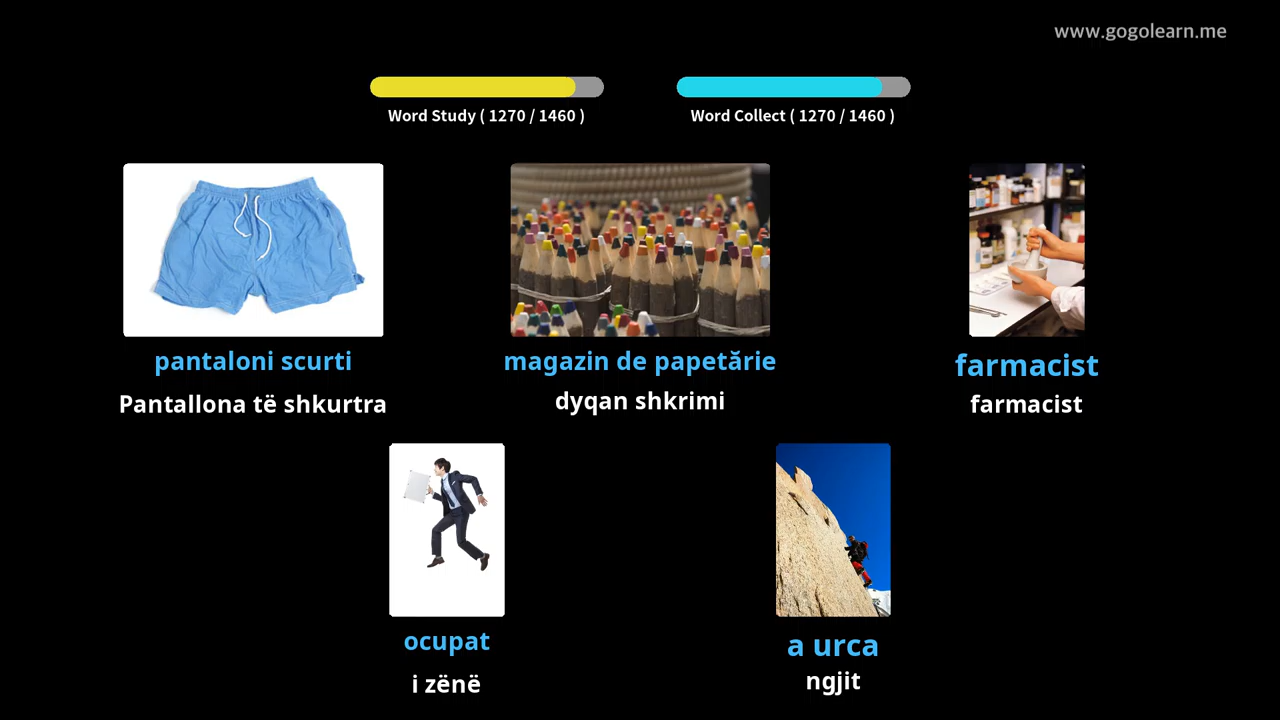 www.gogolearn.me
Word Study ( 1270 / 1460 )
Word Collect ( 1270 / 1460 )
pantaloni scurti
Pantallona të shkurtra
magazin de papetărie
dyqan shkrimi
farmacist
farmacist
ocupat
i zënë
a urca
ngjit